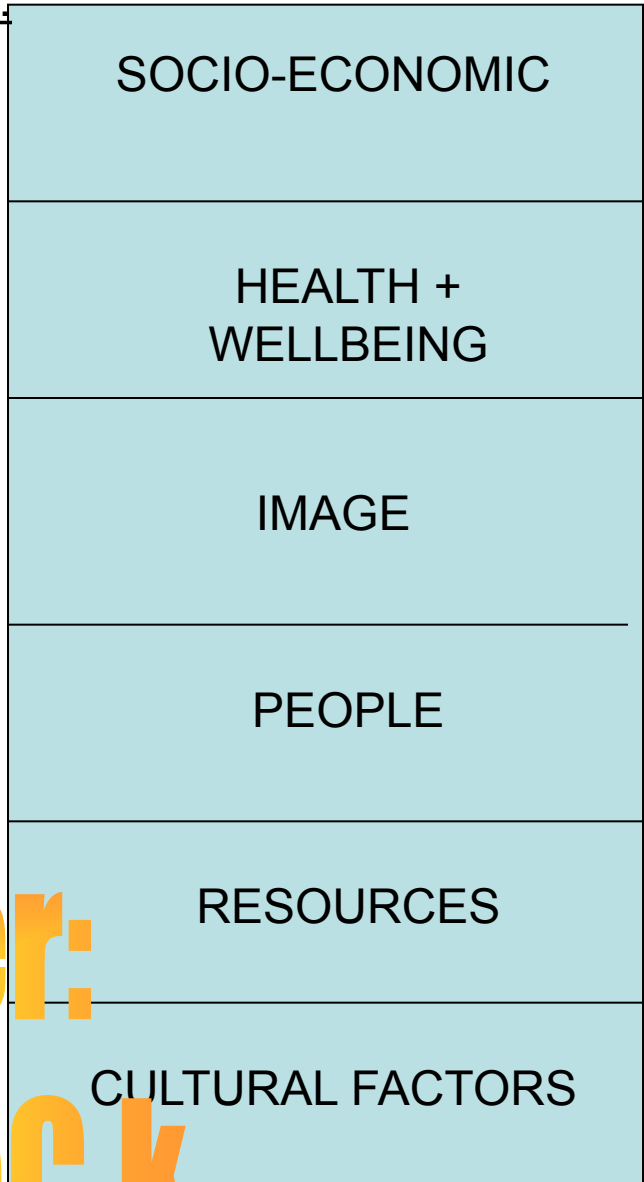 SOCIO-ECONOMIC
HEALTH +
WELLBEING
IMAGE
PEOPLE
RESOURCES
CULTURAL FACTORS